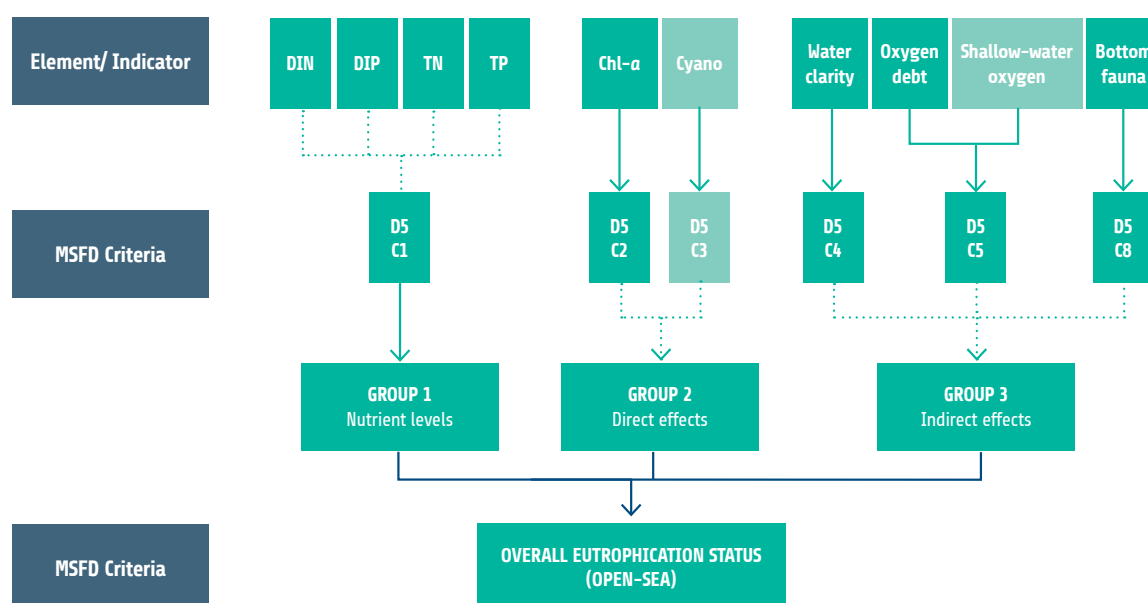 Element/ Indicator
DIN
DIP
TN
TP
Chl-a
Cyano
Water
clarity
Oxygen
debt
Shallow-water
oxygen
Bottom
fauna
MSFD Criteria
D5
C1
D5
C2
D5
C3
D5
C4
D5
C5
D5
C8
GROUP 1
Nutrient levels
GROUP 2
Direct effects
GROUP 3
Indirect effects
MSFD Criteria
OVERALL EUTROPHICATION STATUS
(OPEN-SEA)